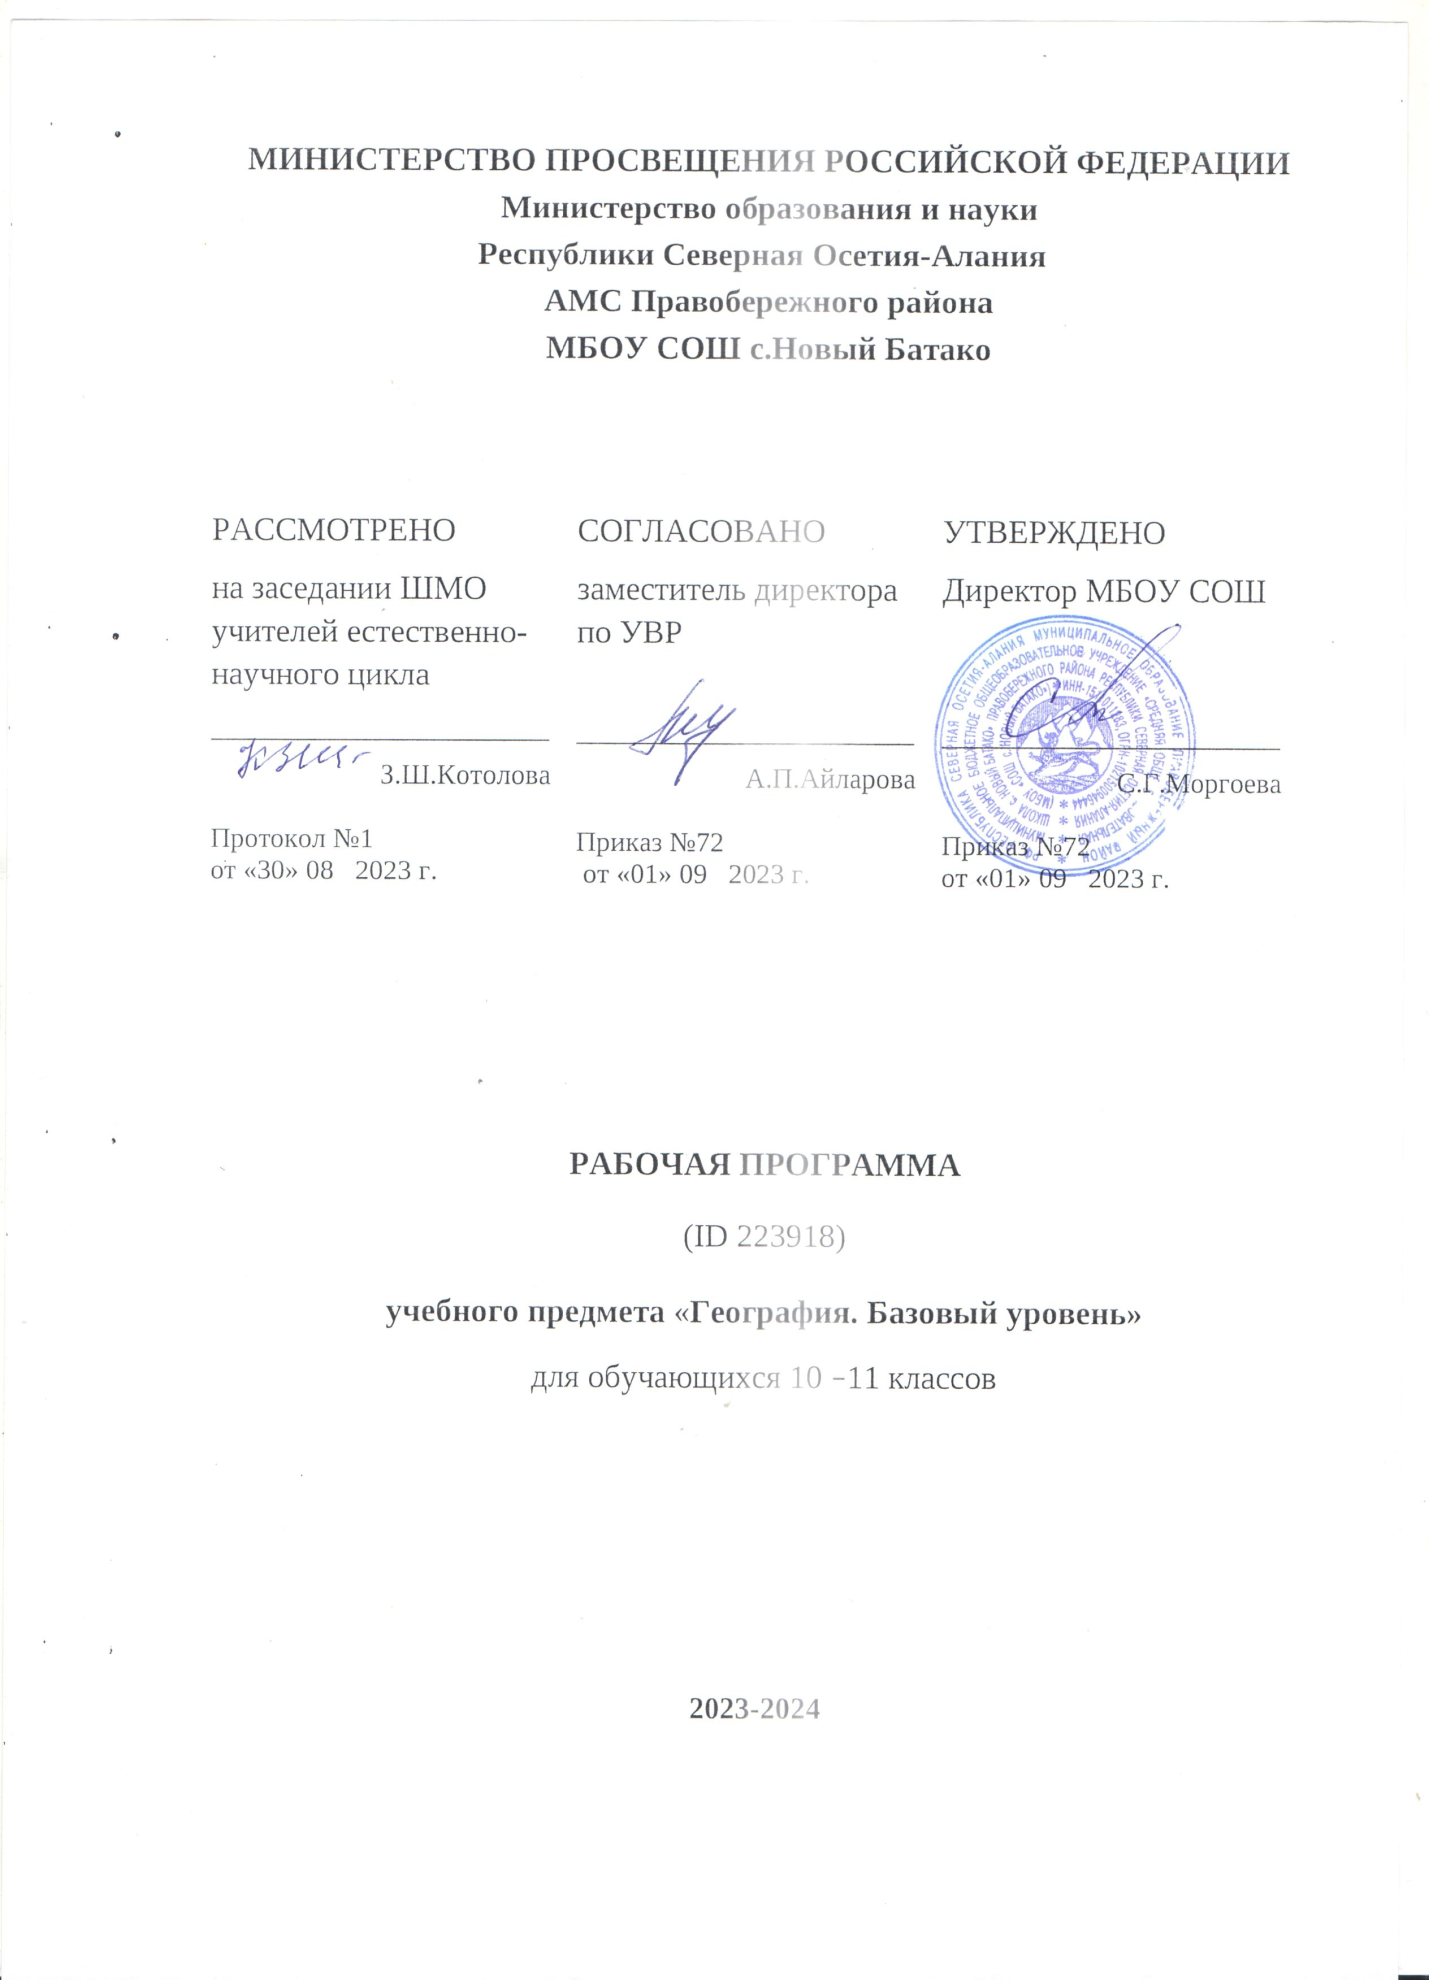 МИНИСТЕРСТВО ПРОСВЕЩЕНИЯ РОССИЙСКОЙ ФЕДЕРАЦИИ
Министерство образования и науки
Республики Северная Осетия-Алания
АМС Правобережного района
МБОУ СОШ с.Новый Батако
РАССМОТРЕНО
на заседании ШМО
учителей естественно-
научного цикла
З.Ш.Котолова
Протокол №1
от «30» 08 2023 г.
СОГЛАСОВАНО
заместитель директора
по УВР
А.П.Айларова
Приказ №72
от «01» 09 2023 г.
УТВЕРЖДЕНО
Директор МБОУ СОШ
С.Г.Моргоева
Приказ №72
от «01» 09 2023 г.
РАБОЧАЯ ПРОГРАММА
(ID 223918)
учебного предмета «География. Базовый уровень»
для обучающихся 10 –11 классов
2023-2024